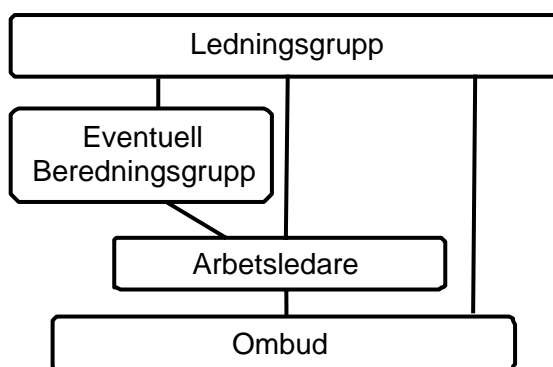 Ledningsgrupp
Eventuell
Beredningsgrupp
Arbetsledare
Ombud